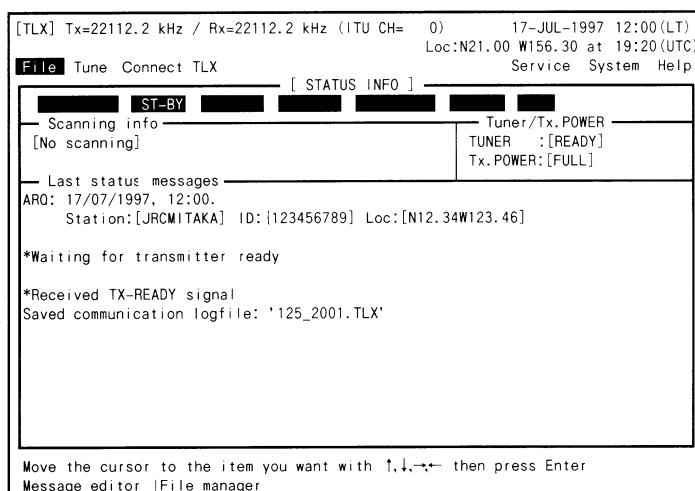 [TLX] Tx=22112.2 kHz / Rx=22112.2 kHz (ITU CH= 0) 17-JUL-1997 12:00(LT)
Loc:N21.00 W156.30 at 19:20(UTC)
File Tune Connect TLX Service System Help
[ STATUS INFO ]
ST-BY
Scanning info
[No scanning]
Tuner/Tx.POWER
TUNER :[READY]
Tx.POWER:[FULL]
Last status messages
ARQ: 17/07/1997, 12:00.
Station:[JRCMITAKA] ID:{123456789] Loc:[N12.34W123.46]
*Waiting for transmitter ready
*Received TX-READY signal
Saved communication logfile: '125_2001.TLX'
Move the cursor to the item you want with ↑,↓,→,← then press Enter
Message editor |File manager